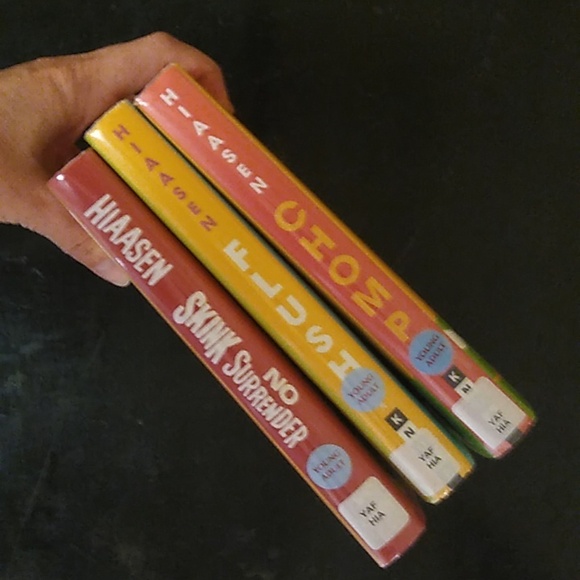 HIAASEN
CHOMP
YOUNG
ADULT
K
YAF
HIA
HIAASEN
FLUSH
YOUNG
ADULT
K
YAF
HIA
HIAASEN
SKINK NO
SURRENDER
YOUNG
ADULT
YAF
HIA